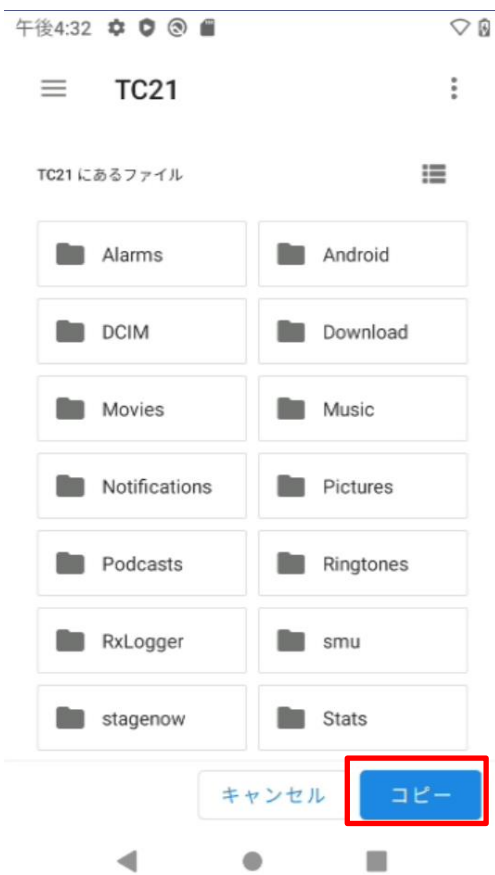 午後4:32
TC21
TC21 にあるファイル
Alarms
Android
DCIM
Download
Movies
Music
Notifications
Pictures
Podcasts
Ringtones
RxLogger
smu
stagenow
Stats
キャンセル
コピー